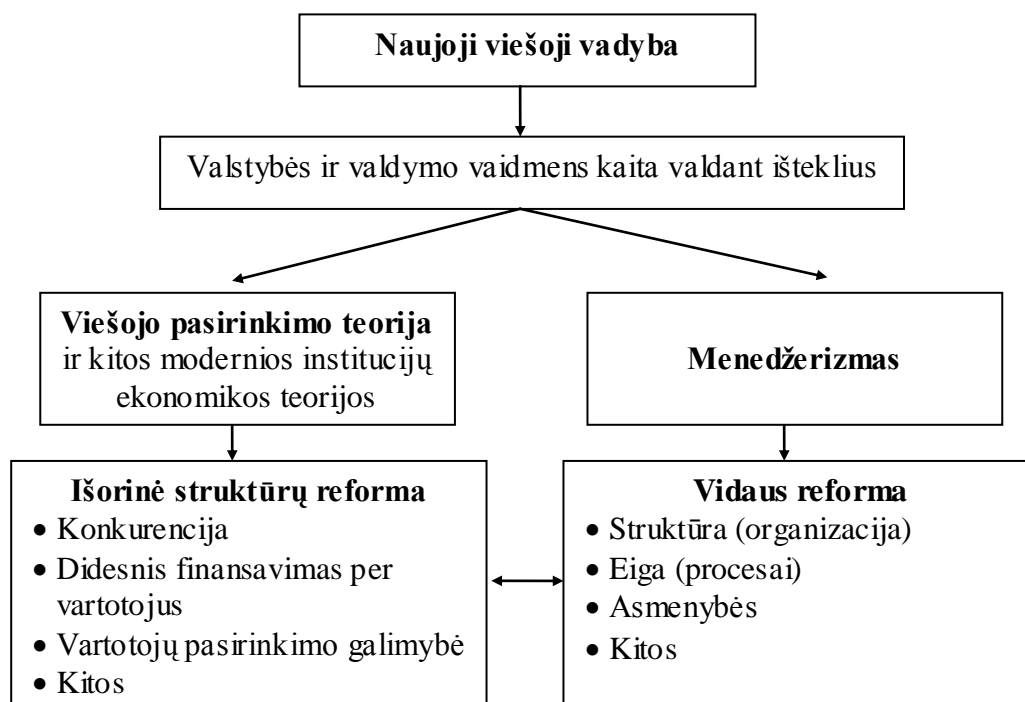 Naujoji viešoji vadyba
Valstybės ir valdymo vaidmens kaita valdant išteklius
Viešojo pasirinkimo teorija
ir kitos modernios institucijų
ekonomikos teorijos
Menedžerizmas
Išorinė struktūrų reforma
• Konkurencija
• Didesnis finansavimas per
vartotojus
• Vartotojų pasirinkimo galimybė
• Kitos
Vidaus reforma
• Struktūra (organizacija)
• Eiga (procesai)
• Asmenybės
• Kitos